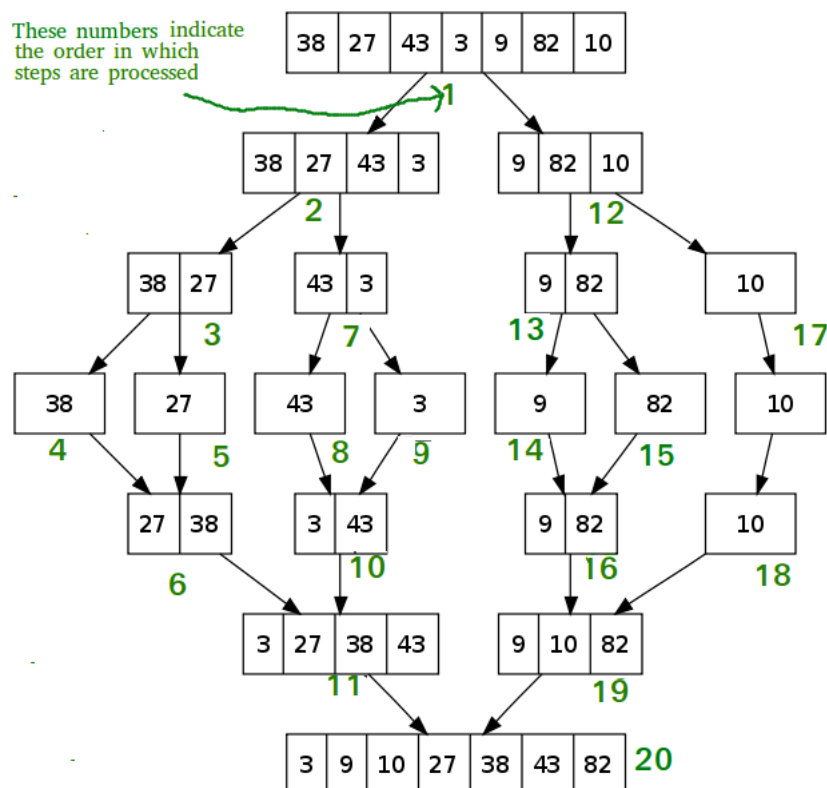 These numbers indicate
the order in which
steps are processed
38 27 43 3 9 82 10
1
38 27 43 3 9 82 10
2 12
38 27 43 3 9 82 10
3 7 13 17
38 27 43 3 9 82 10
4 5 8 9 14 15
27 38 3 43 9 82 10
6 10 16 18
3 27 38 43 9 10 82
11 19
3 9 10 27 38 43 82 20